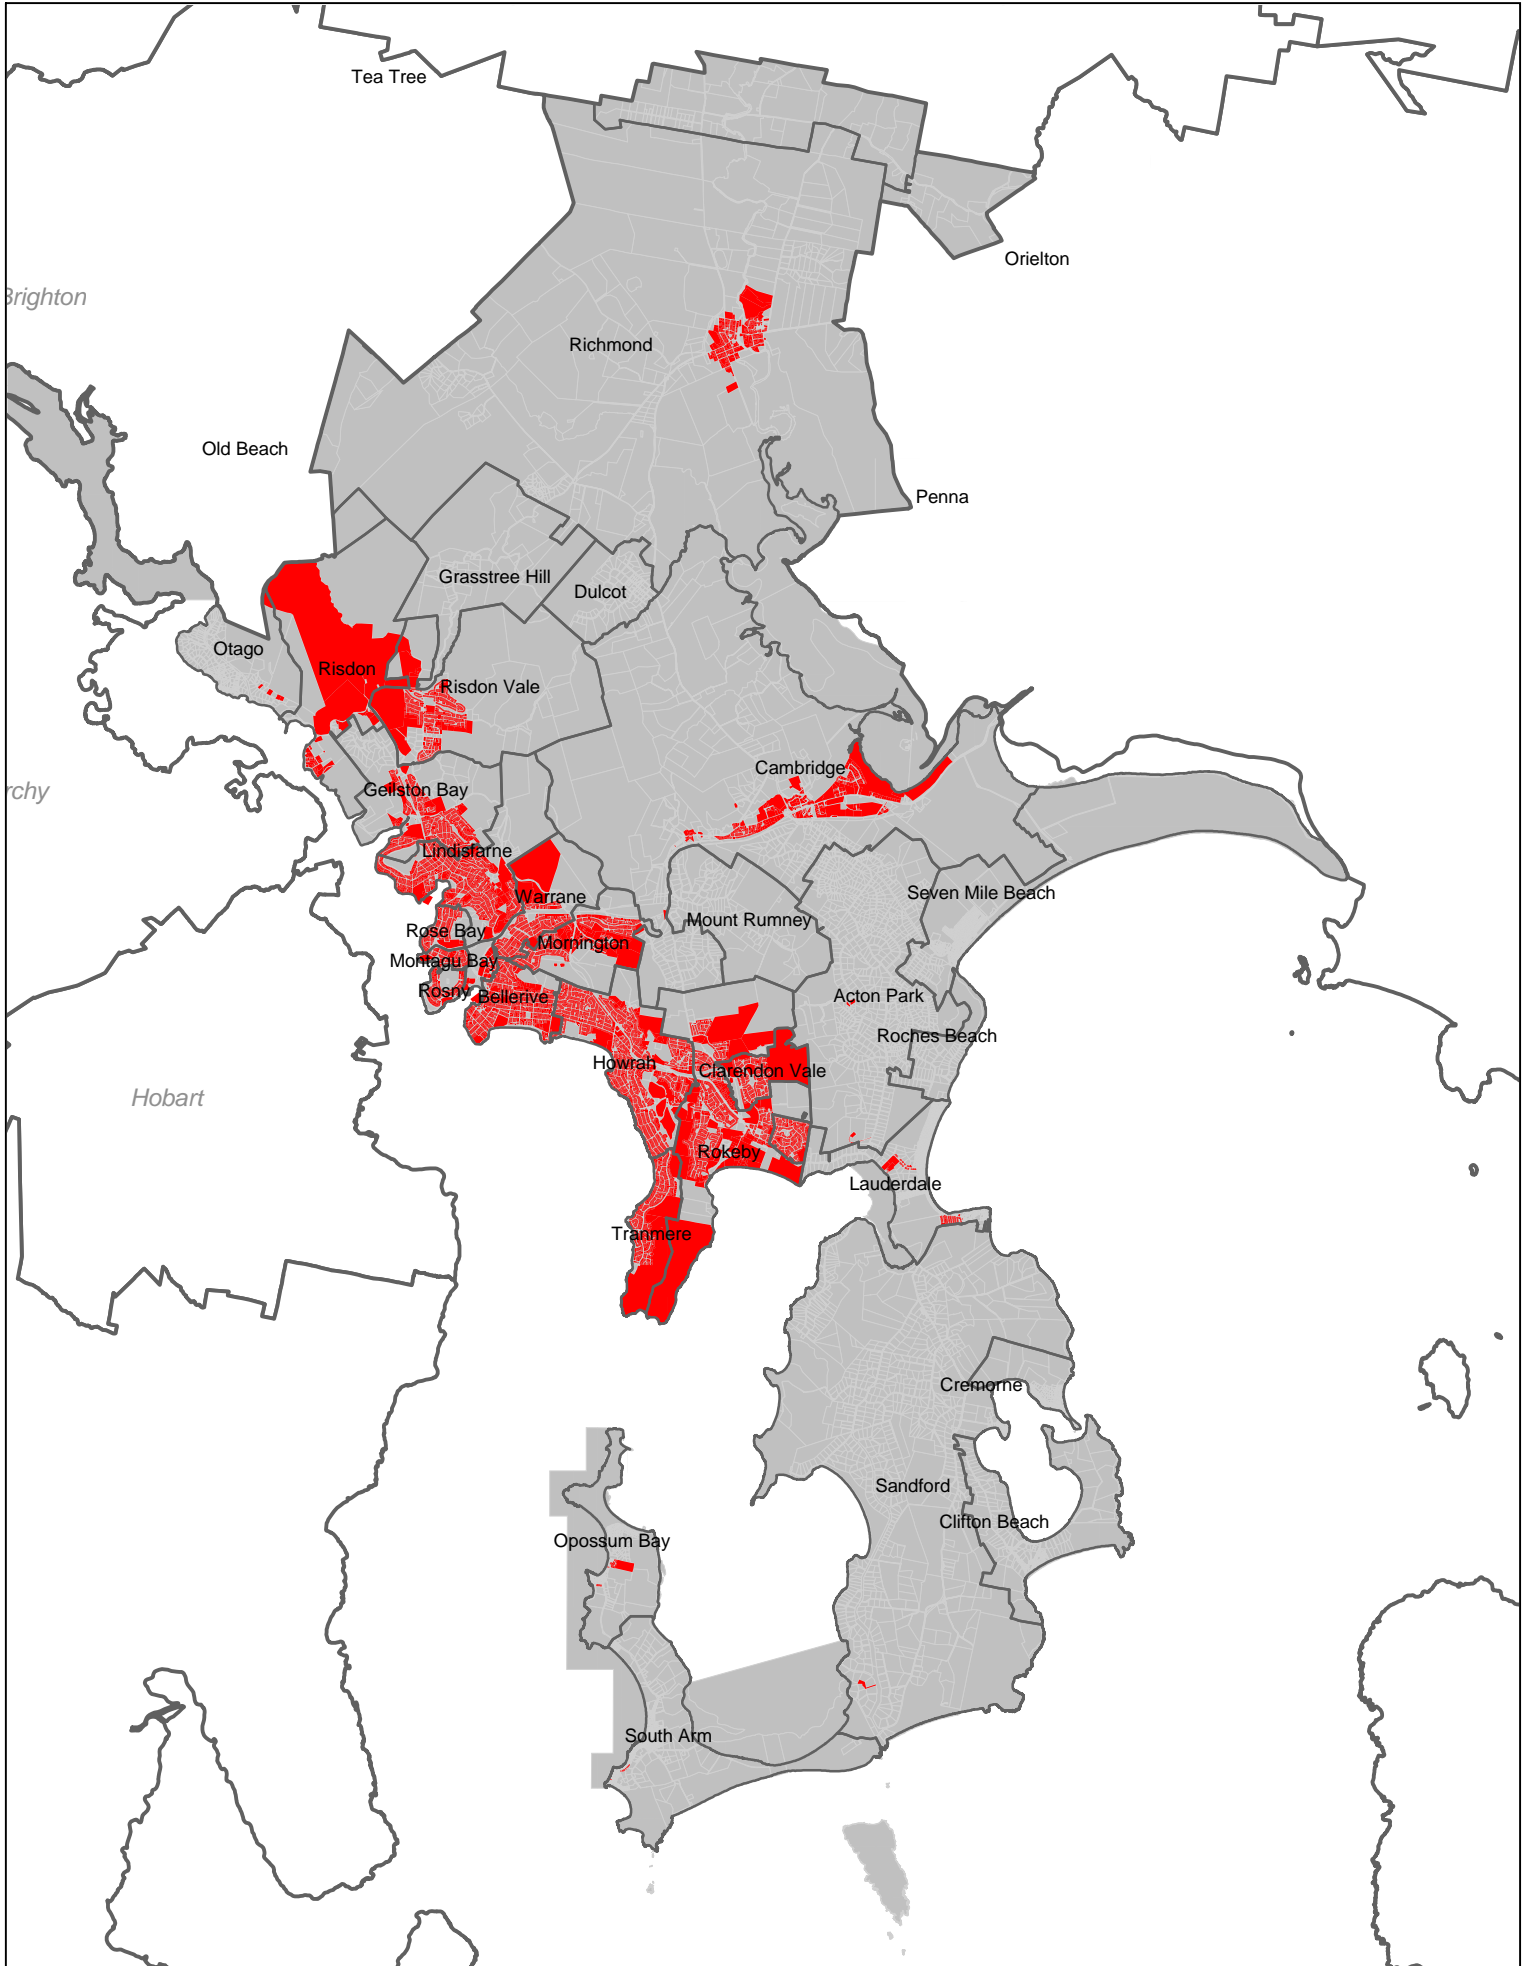 Tea Tree
Orielton
Brighton
Richmond
Old Beach
Penna
Grasstree Hill
Dulcot
Otago
Risdon
Risdon Vale
Cambridge
Geilston Bay
rchy
Lindisfarne
Seven Mile Beach
Warrane
Mount Rumney
Rose Bay
Mornington
Montagu Bay
Rosny
Bellerive
Acton Park
Roches Beach
Howrah
Clarendon Vale
Hobart
Rokeby
Lauderdale
Tranmere
Cremorne
Sandford
Clifton Beach
Opossum Bay
South Arm